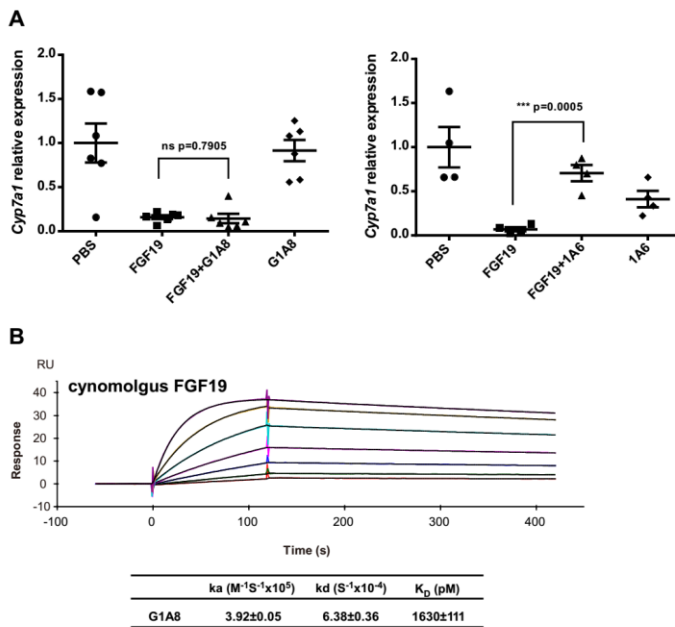 A
Cyp7a1 relative expression
2.0
1.5
1.0
0.5
0.0
ns p=0.7905
PBS
FGF19
FGF19+G1A8
G1A8
Cyp7a1 relative expression
2.0
1.5
1.0
0.5
0.0
*** p=0.0005
PBS
FGF19
FGF19+1A6
1A6
B
RU
cynomolgus FGF19
Response
40
30
20
10
0
-10
-100
0
100
200
300
400
Time (s)
ka (M⁻¹S⁻¹x10⁵) kd (S⁻¹x10⁻⁴) K_D (pM)
G1A8 3.92±0.05 6.38±0.36 1630±111